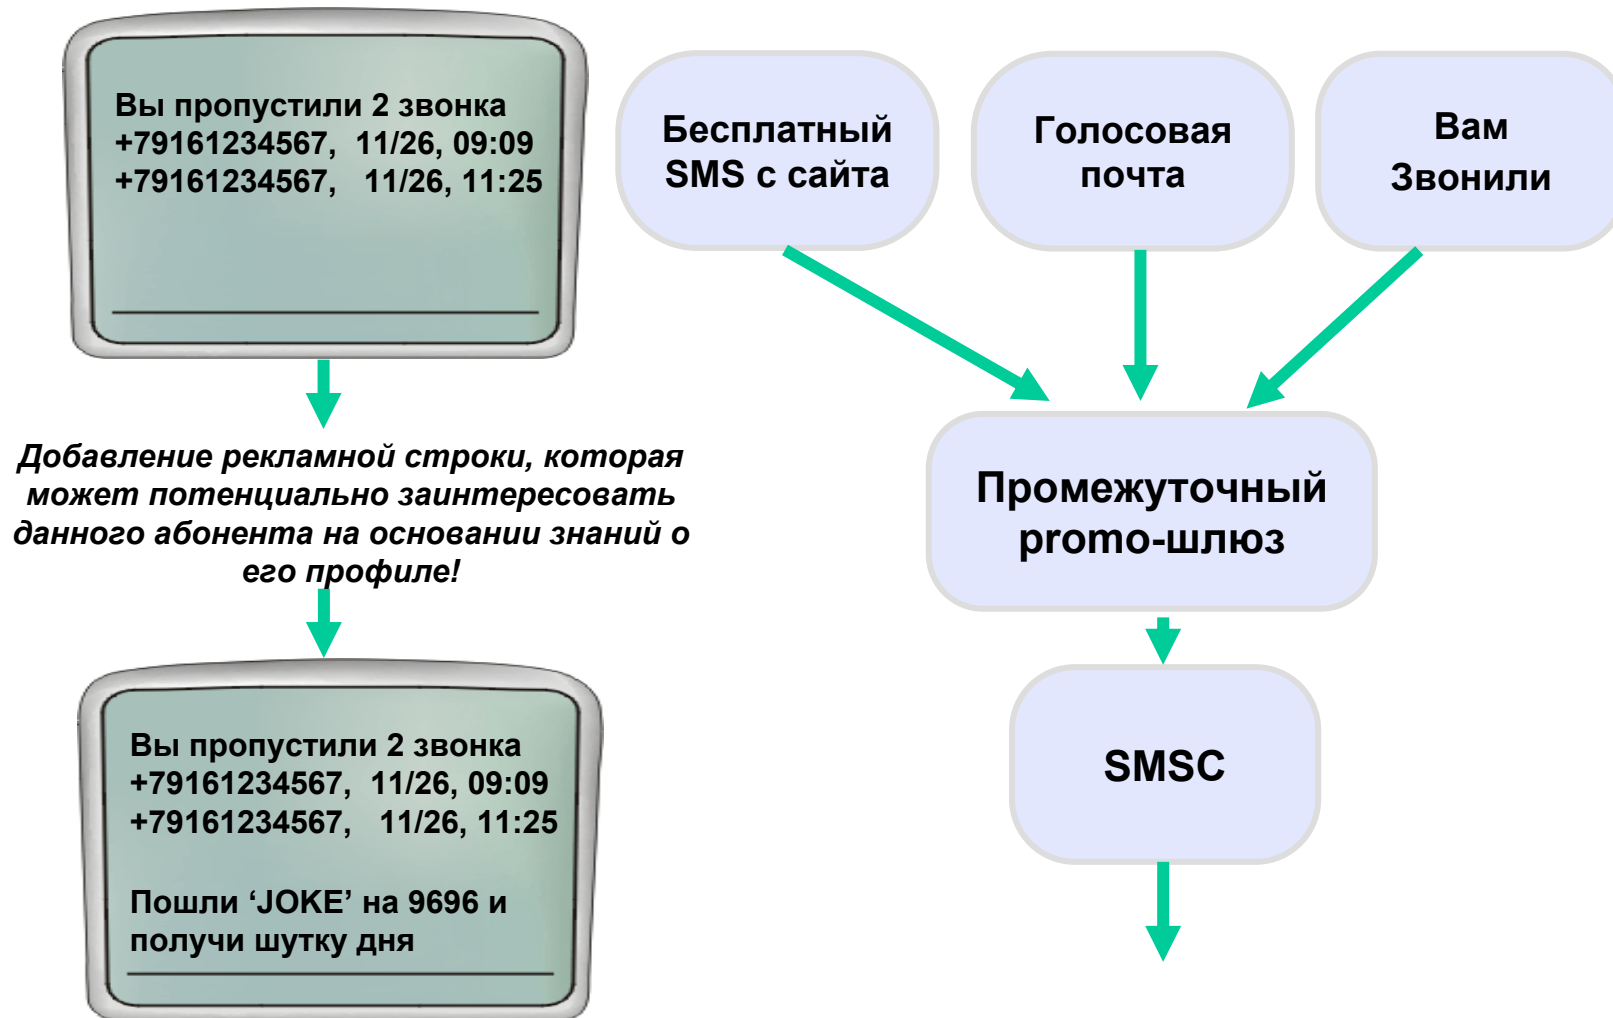 Вы пропустили 2 звонка
+79161234567, 11/26, 09:09
+79161234567, 11/26, 11:25
Добавление рекламной строки, которая
может потенциально заинтересовать
данного абонента на основании знаний о
его профиле!
Вы пропустили 2 звонка
+79161234567, 11/26, 09:09
+79161234567, 11/26, 11:25
Пошли ‘JOKE’ на 9696 и
получи шутку дня
Бесплатный
SMS с сайта
Голосовая
почта
Вам
Звонили
Промежуточный
promo-шлюз
SMSC